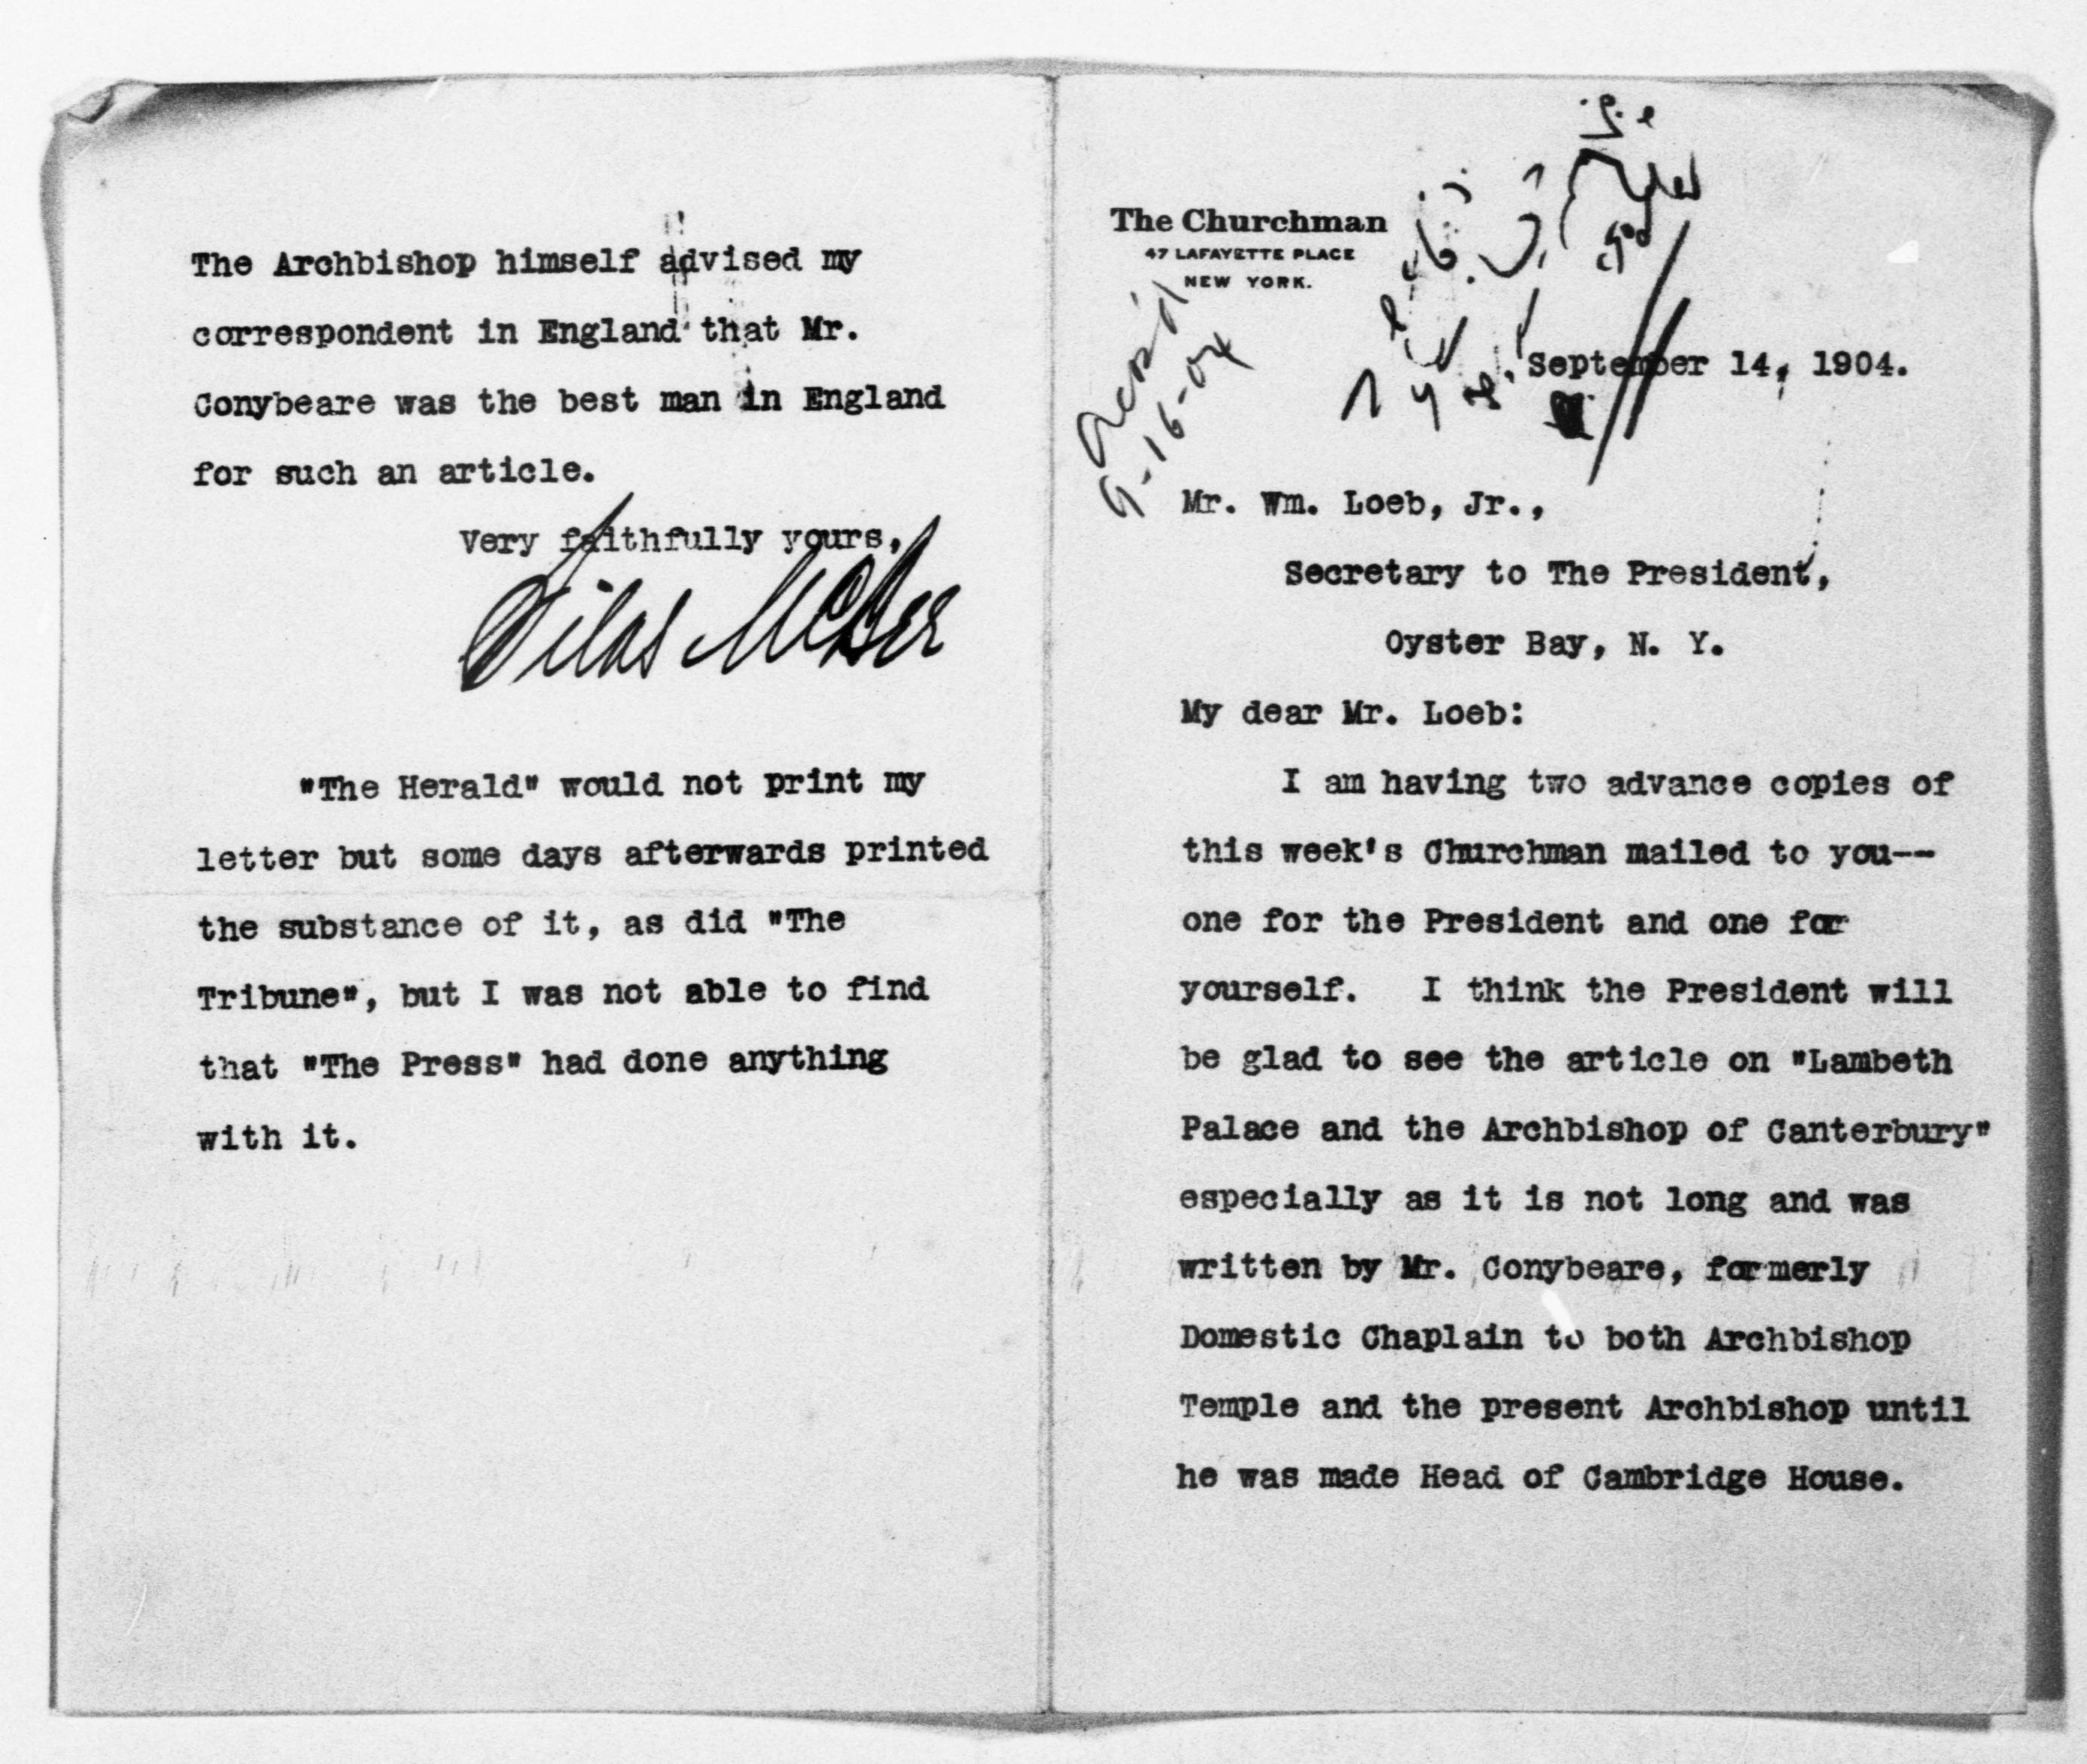 The Churchman
47 LAFAYETTE PLACE
NEW YORK.
Ack'd
9-16-04
September 14, 1904.
Mr. Wm. Loeb, Jr.,
Secretary to The President,
Oyster Bay, N. Y.
My dear Mr. Loeb:
I am having two advance copies of
this week's Churchman mailed to you--
one for the President and one for
yourself. I think the President will
be glad to see the article on "Lambeth
Palace and the Archbishop of Canterbury"
especially as it is not long and was
written by Mr. Conybeare, formerly
Domestic Chaplain to both Archbishop
Temple and the present Archbishop until
he was made Head of Cambridge House.
The Archbishop himself advised my
correspondent in England that Mr.
Conybeare was the best man in England
for such an article.
Very faithfully yours,
Silas McBee
"The Herald" would not print my
letter but some days afterwards printed
the substance of it, as did "The
Tribune", but I was not able to find
that "The Press" had done anything
with it.